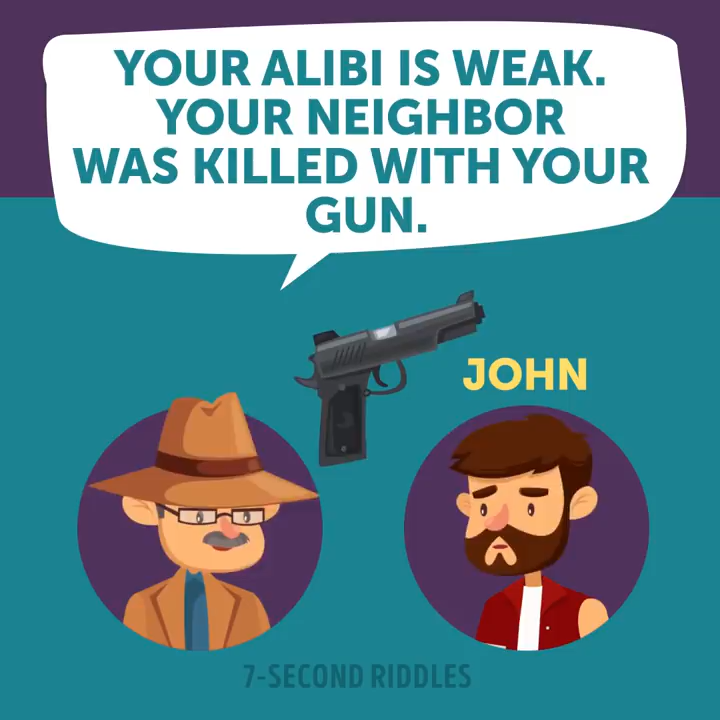 YOUR ALIBI IS WEAK.
YOUR NEIGHBOR
WAS KILLED WITH YOUR
GUN.
JOHN
7-SECOND RIDDLES